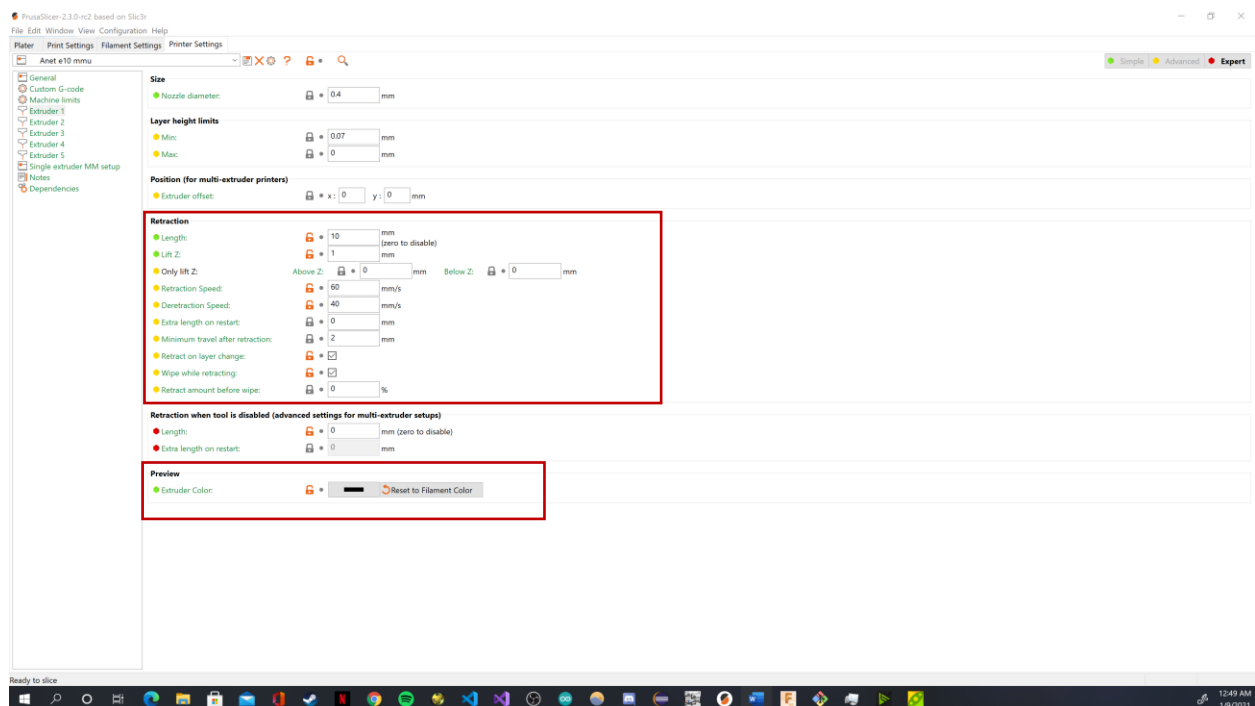 PrusaSlicer-2.3.0-rc2 based on Slic3r
File Edit Window View Configuration Help
Plater Print Settings Filament Settings Printer Settings
Anet e10 mmu
Simple Advanced Expert
General
Custom G-code
Machine limits
Extruder 1
Extruder 2
Extruder 3
Extruder 4
Extruder 5
Single extruder MM setup
Notes
Dependencies
Size
Nozzle diameter: 0.4 mm
Layer height limits
Min: 0.07 mm
Max: 0 mm
Position (for multi-extruder printers)
Extruder offset: x: 0 y: 0 mm
Retraction
Length: 10 mm
(zero to disable)
Lift Z: 1 mm
Only lift Z: Above Z: 0 mm Below Z: 0 mm
Retraction Speed: 60 mm/s
Deretraction Speed: 40 mm/s
Extra length on restart: 0 mm
Minimum travel after retraction: 2 mm
Retract on layer change:
Wipe while retracting:
Retract amount before wipe: 0 %
Retraction when tool is disabled (advanced settings for multi-extruder setups)
Length: 0 mm (zero to disable)
Extra length on restart: 0 mm
Preview
Extruder Color: Reset to Filament Color
Ready to slice
12:49 AM
1/9/2021